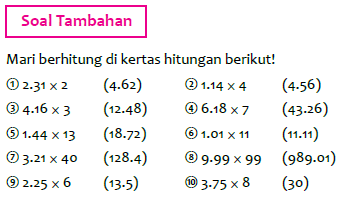 Soal Tambahan
Mari berhitung di kertas hitungan berikut!
① 2.31 × 2 (4.62) ② 1.14 × 4 (4.56)
③ 4.16 × 3 (12.48) ④ 6.18 × 7 (43.26)
⑤ 1.44 × 13 (18.72) ⑥ 1.01 × 11 (11.11)
⑦ 3.21 × 40 (128.4) ⑧ 9.99 × 99 (989.01)
⑨ 2.25 × 6 (13.5) ⑩ 3.75 × 8 (30)